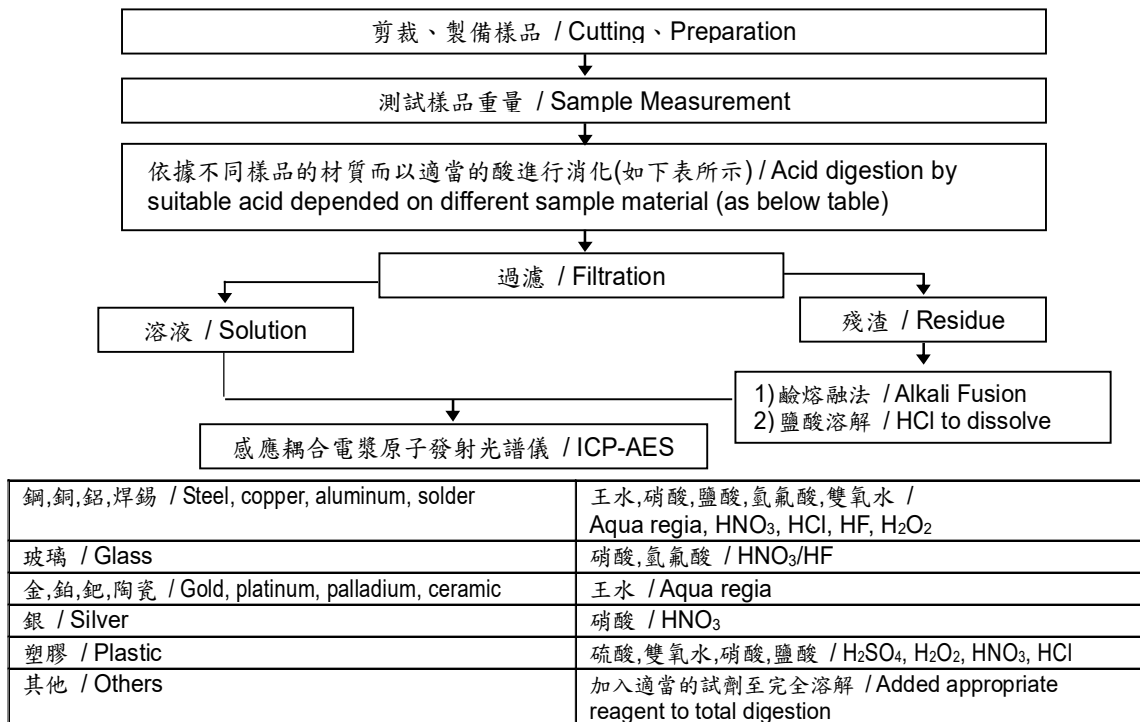 剪裁、製備樣品 / Cutting、Preparation
測試樣品重量 / Sample Measurement
依據不同樣品的材質而以適當的酸進行消化(如下表所示) / Acid digestion by
suitable acid depended on different sample material (as below table)
過濾 / Filtration
溶液 / Solution
殘渣 / Residue
1) 鹼熔融法 / Alkali Fusion
2) 鹽酸溶解 / HCl to dissolve
感應耦合電漿原子發射光譜儀 / ICP-AES
鋼,銅,鋁,焊錫 / Steel, copper, aluminum, solder
王水,硝酸,鹽酸,氫氟酸,雙氧水 /
Aqua regia, HNO₃, HCl, HF, H₂O₂
玻璃 / Glass
硝酸,氫氟酸 / HNO₃/HF
金,鉑,鈀,陶瓷 / Gold, platinum, palladium, ceramic
王水 / Aqua regia
銀 / Silver
硝酸 / HNO₃
塑膠 / Plastic
硫酸,雙氧水,硝酸,鹽酸 / H₂SO₄, H₂O₂, HNO₃, HCl
其他 / Others
加入適當的試劑至完全溶解 / Added appropriate
reagent to total digestion